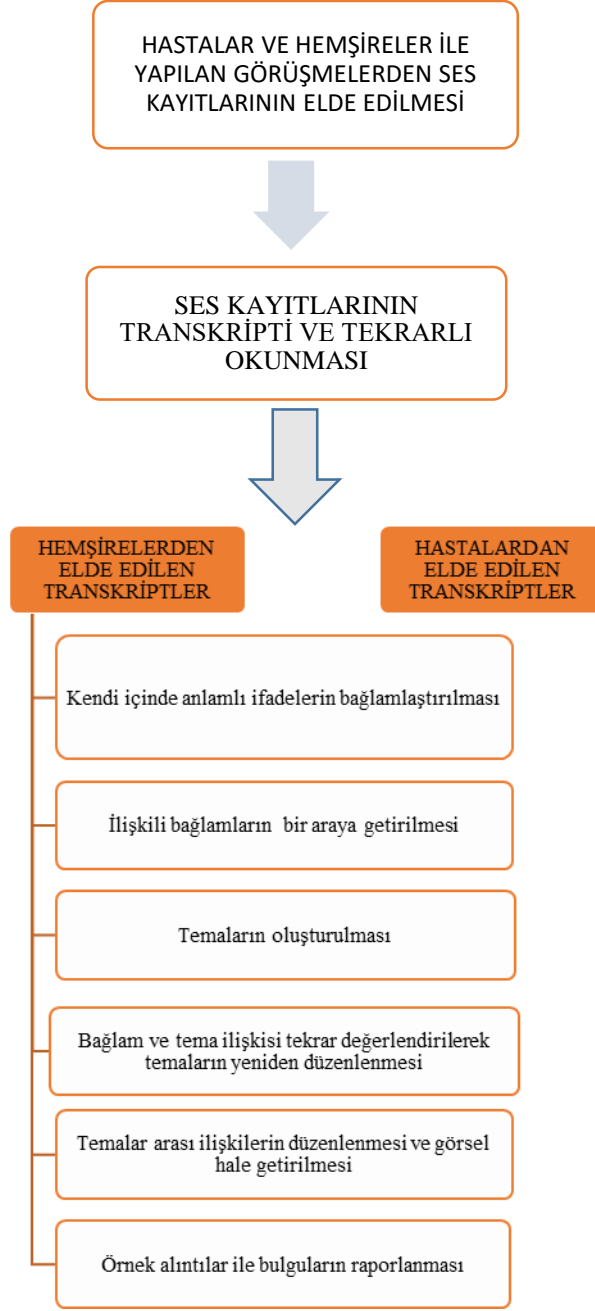 HASTALAR VE HEMŞİRELER İLE
YAPILAN GÖRÜŞMELERDEN SES
KAYITLARININ ELDE EDİLMESİ
SES KAYITLARININ
TRANSKRİPTİ VE TEKRARLI
OKUNMASI
HEMŞİRELERDEN
ELDE EDİLEN
TRANSKRİPTLER
HASTALARDAN
ELDE EDİLEN
TRANSKRİPTLER
Kendi içinde anlamlı ifadelerin bağlamlaştırılması
İlişkili bağlamların bir araya getirilmesi
Temaların oluşturulması
Bağlam ve tema ilişkisi tekrar değerlendirilerek
temaların yeniden düzenlenmesi
Temalar arası ilişkilerin düzenlenmesi ve görsel
hale getirilmesi
Örnek alıntılar ile bulguların raporlanması